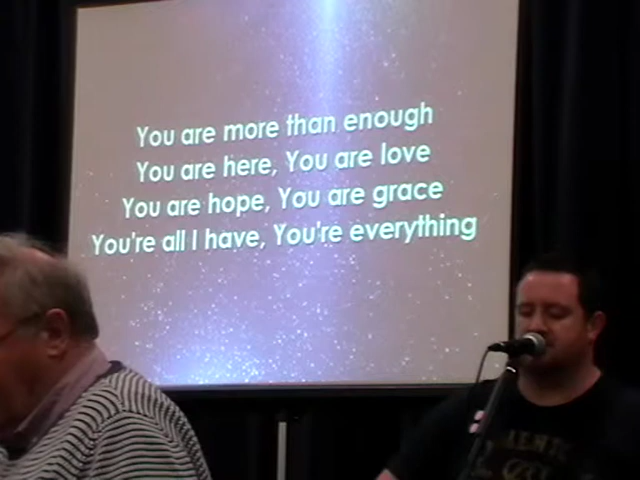 You are more than enough
You are here, You are love
You are hope, You are grace
You're all I have, You're everything